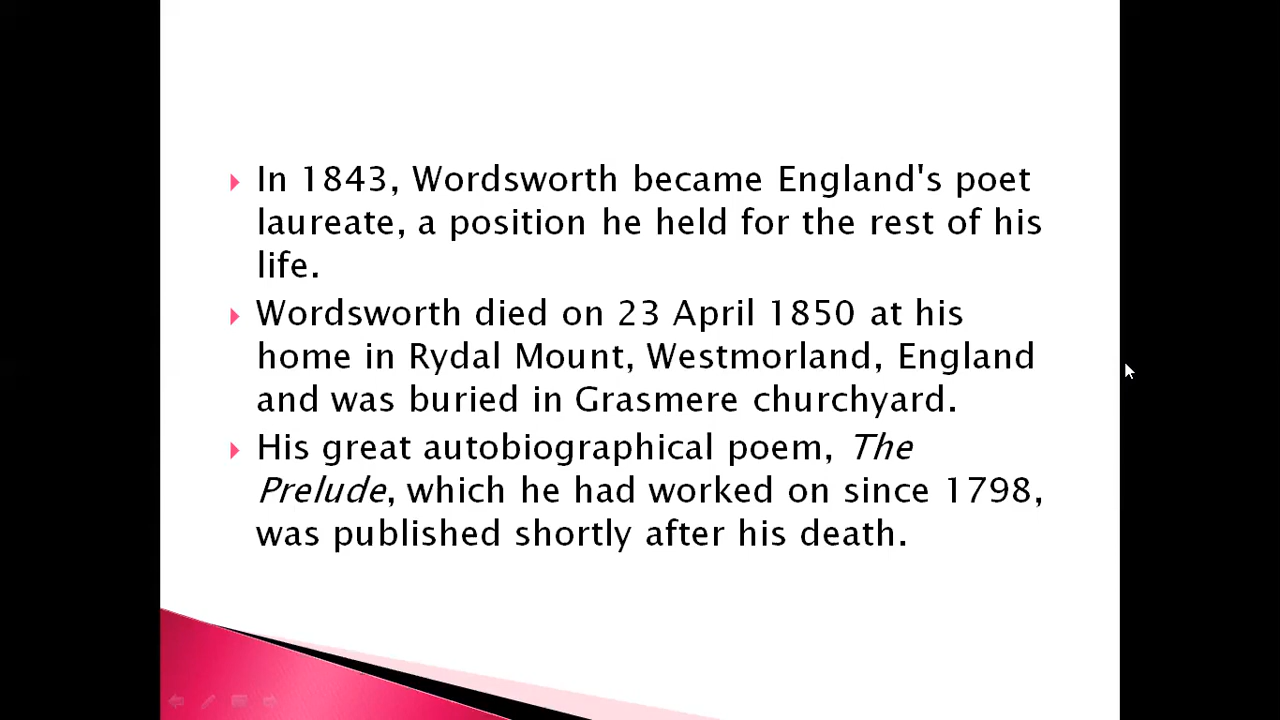 In 1843, Wordsworth became England's poet
laureate, a position he held for the rest of his
life.
Wordsworth died on 23 April 1850 at his
home in Rydal Mount, Westmorland, England
and was buried in Grasmere churchyard.
His great autobiographical poem, The
Prelude, which he had worked on since 1798,
was published shortly after his death.